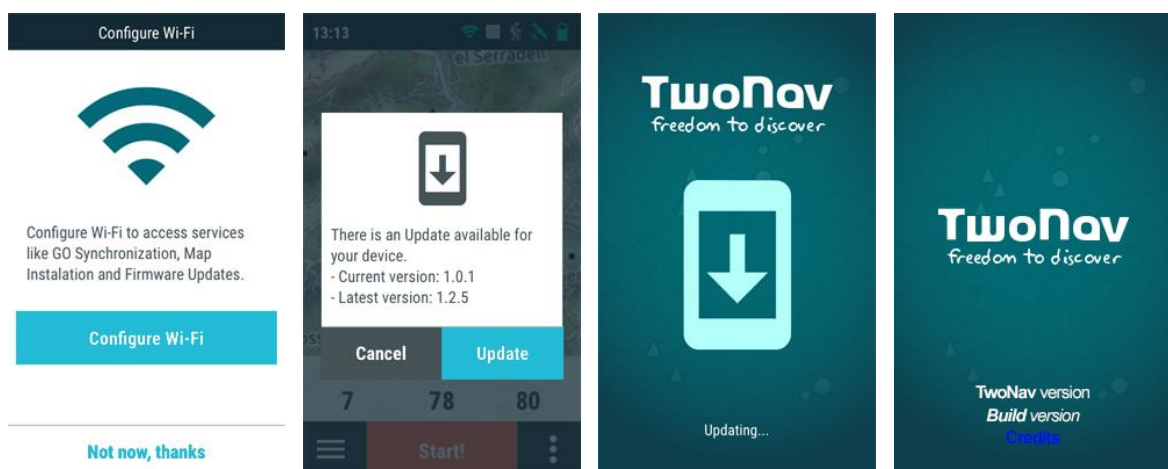 Configure Wi-Fi
Configure Wi-Fi to access services
like GO Synchronization, Map
Instalation and Firmware Updates.
Configure Wi-Fi
Not now, thanks
13:13
el Serradell
There is an Update available for
your device.
- Current version: 1.0.1
- Latest version: 1.2.5
Cancel
Update
7 78 80
Start!
TwoNav
freedom to discover
Updating...
TwoNav
freedom to discover
TwoNav version
Build version
Credits